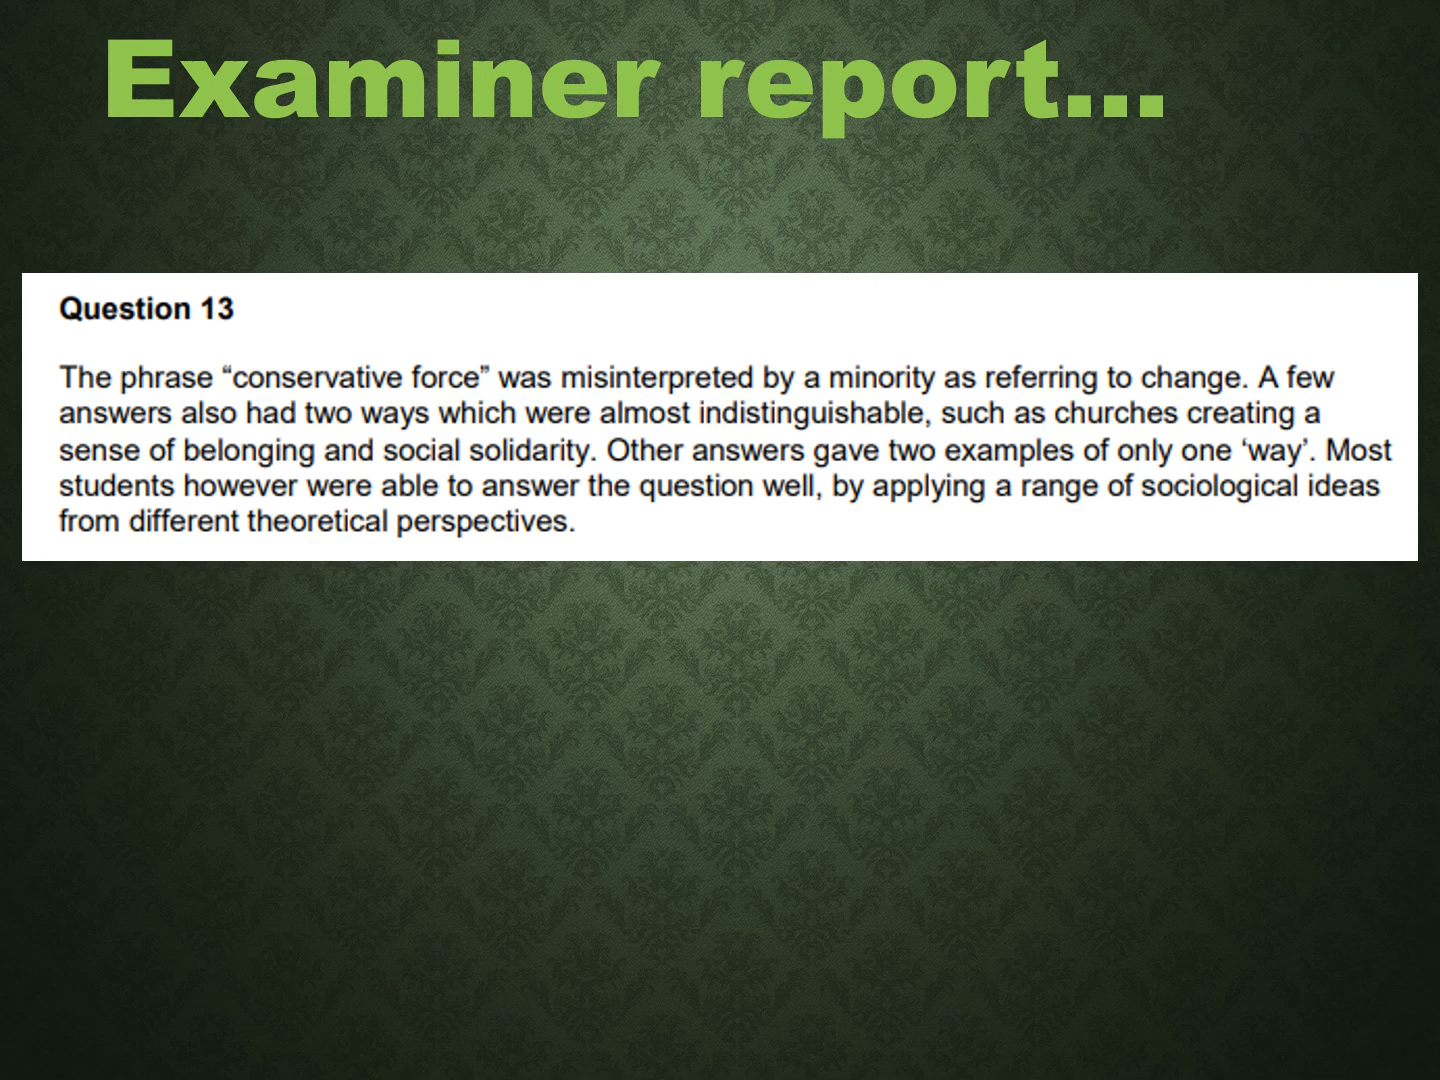 Examiner report...
Question 13
The phrase “conservative force” was misinterpreted by a minority as referring to change. A few
answers also had two ways which were almost indistinguishable, such as churches creating a
sense of belonging and social solidarity. Other answers gave two examples of only one ‘way’. Most
students however were able to answer the question well, by applying a range of sociological ideas
from different theoretical perspectives.